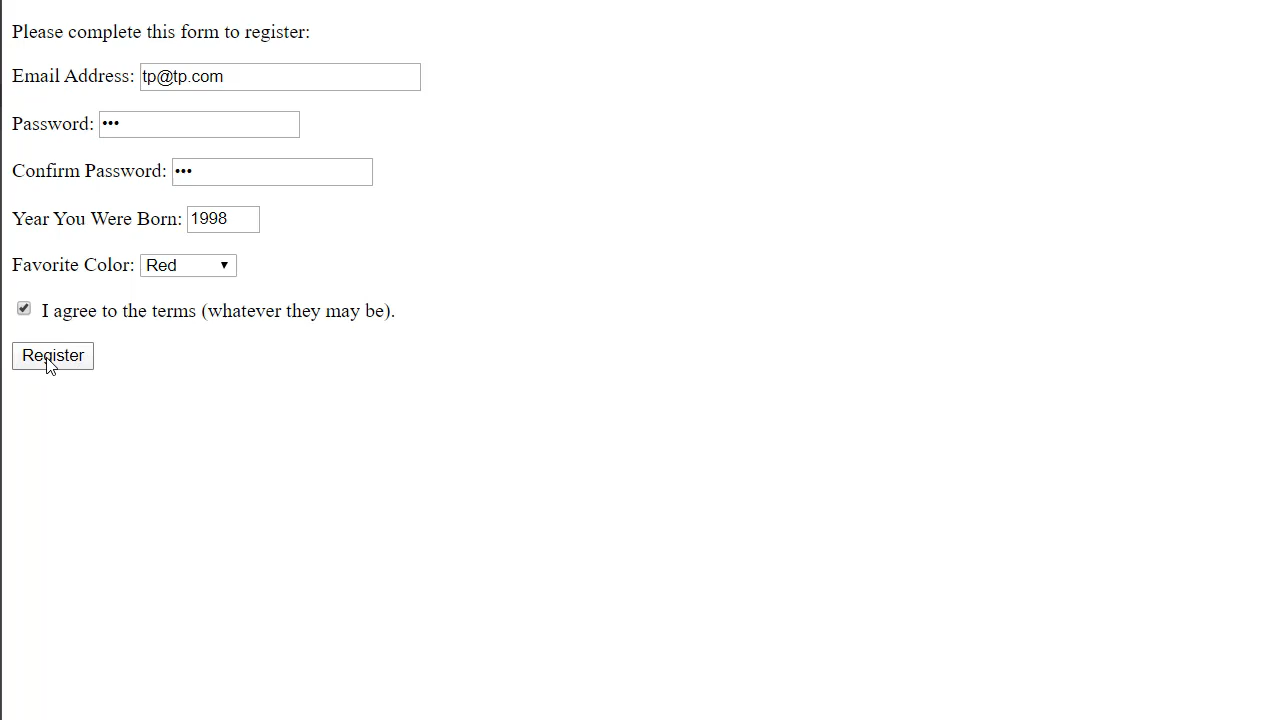 Please complete this form to register:
Email Address: tp@tp.com
Password: •••
Confirm Password: •••
Year You Were Born: 1998
Favorite Color: Red
I agree to the terms (whatever they may be).
Register